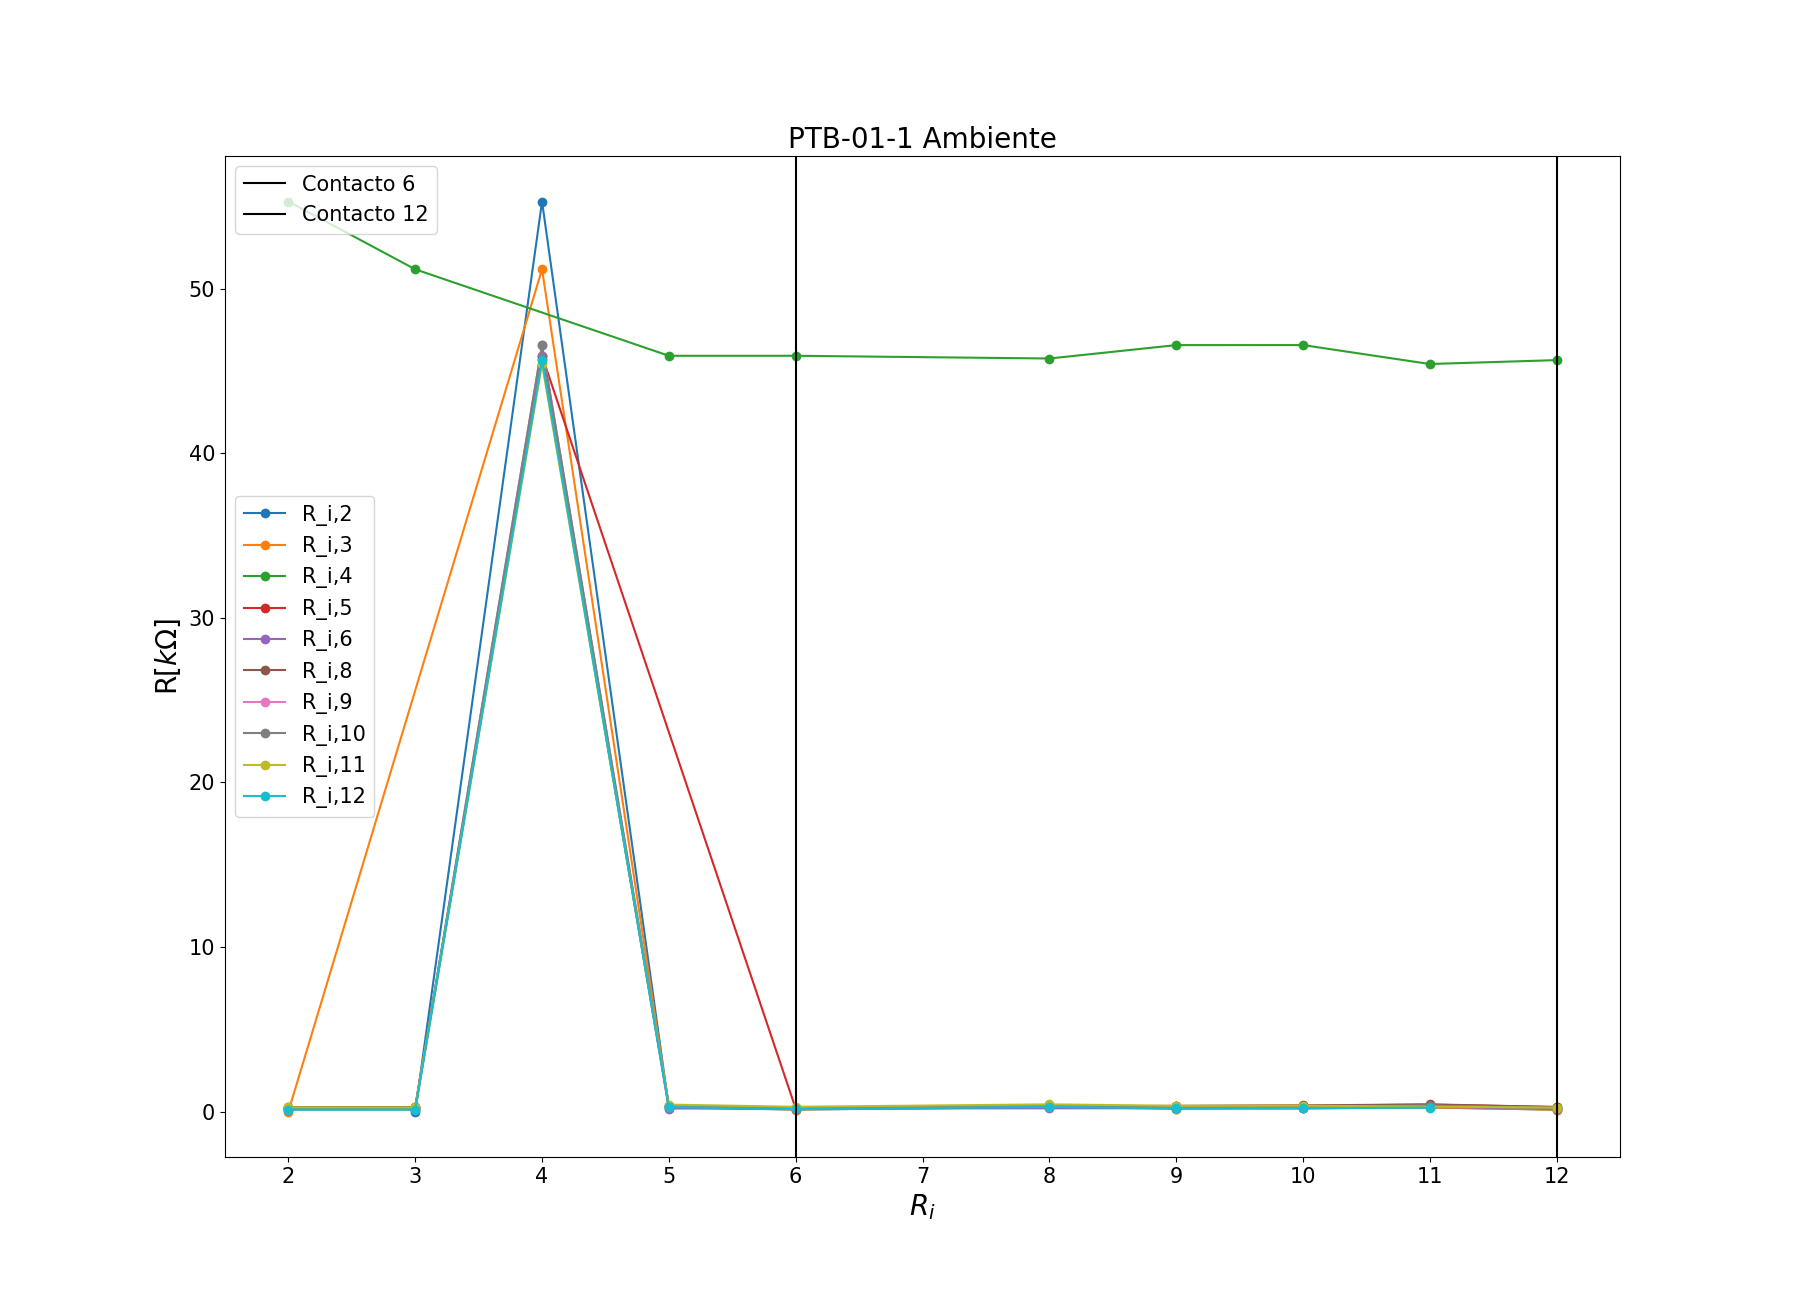 PTB-01-1 Ambiente
Contacto 6
Contacto 12
50
40
30
20
10
0
R[kΩ]
R_i,2
R_i,3
R_i,4
R_i,5
R_i,6
R_i,8
R_i,9
R_i,10
R_i,11
R_i,12
2 3 4 5 6 7 8 9 10 11 12
R_i